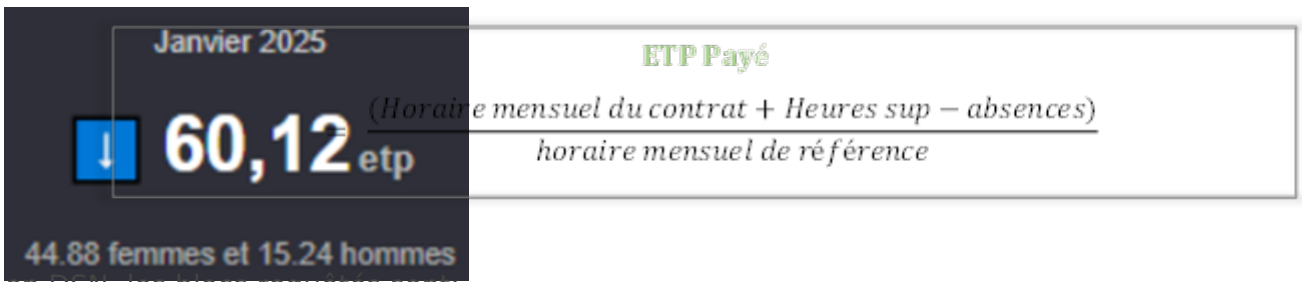 Janvier 2025
ETP Payé
60,12 etp
= (Horaire mensuel du contrat + Heures sup − absences)
horaire mensuel de référence
44.88 femmes et 15.24 hommes